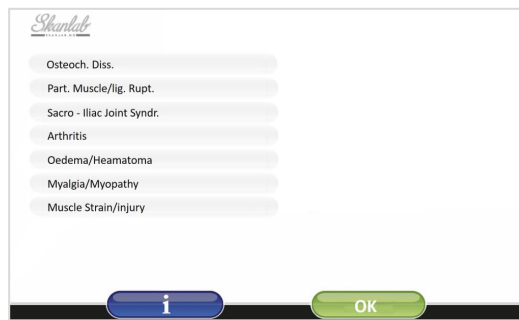 Skanlab
Osteoch. Diss.
Part. Muscle/lig. Rupt.
Sacro - Iliac Joint Syndr.
Arthritis
Oedema/Heamatoma
Myalgia/Myopathy
Muscle Strain/injury
i
OK